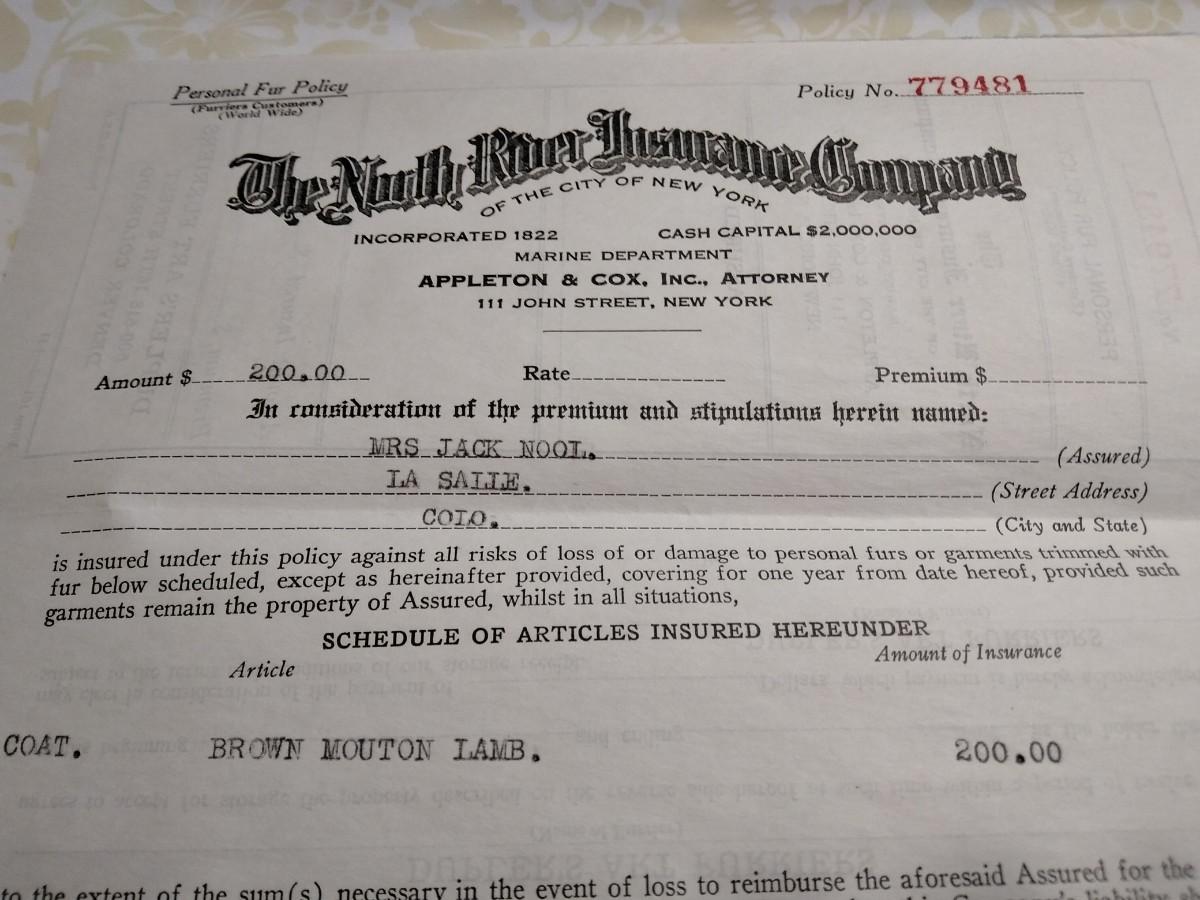 Personal Fur Policy
(Furriers Customers)
(World Wide)
Policy No. 779481
The North River Insurance Company
OF THE CITY OF NEW YORK
INCORPORATED 1822 CASH CAPITAL $2,000,000
MARINE DEPARTMENT
APPLETON & COX, INC., ATTORNEY
111 JOHN STREET, NEW YORK
Amount $ 200.00 Rate Premium $
In consideration of the premium and stipulations herein named:
MRS JACK NOOL. (Assured)
LA SALLE. (Street Address)
COLO. (City and State)
is insured under this policy against all risks of loss of or damage to personal furs or garments trimmed with
fur below scheduled, except as hereinafter provided, covering for one year from date hereof, provided such
garments remain the property of Assured, whilst in all situations,
SCHEDULE OF ARTICLES INSURED HEREUNDER
Article Amount of Insurance
COAT. BROWN MOUTON LAMB. 200.00
DUPLER'S ART FURRIERS
to the extent of the sum(s) necessary in the event of loss to reimburse the aforesaid Assured for the